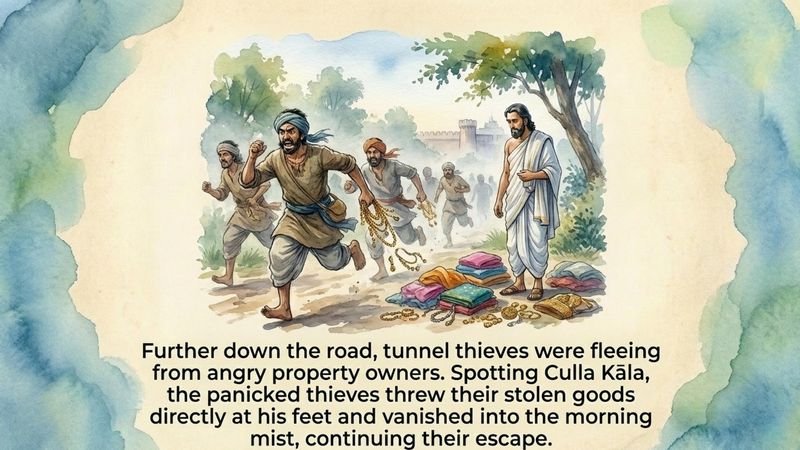 Further down the road, tunnel thieves were fleeing
from angry property owners. Spotting Culla Kāla,
the panicked thieves threw their stolen goods
directly at his feet and vanished into the morning
mist, continuing their escape.